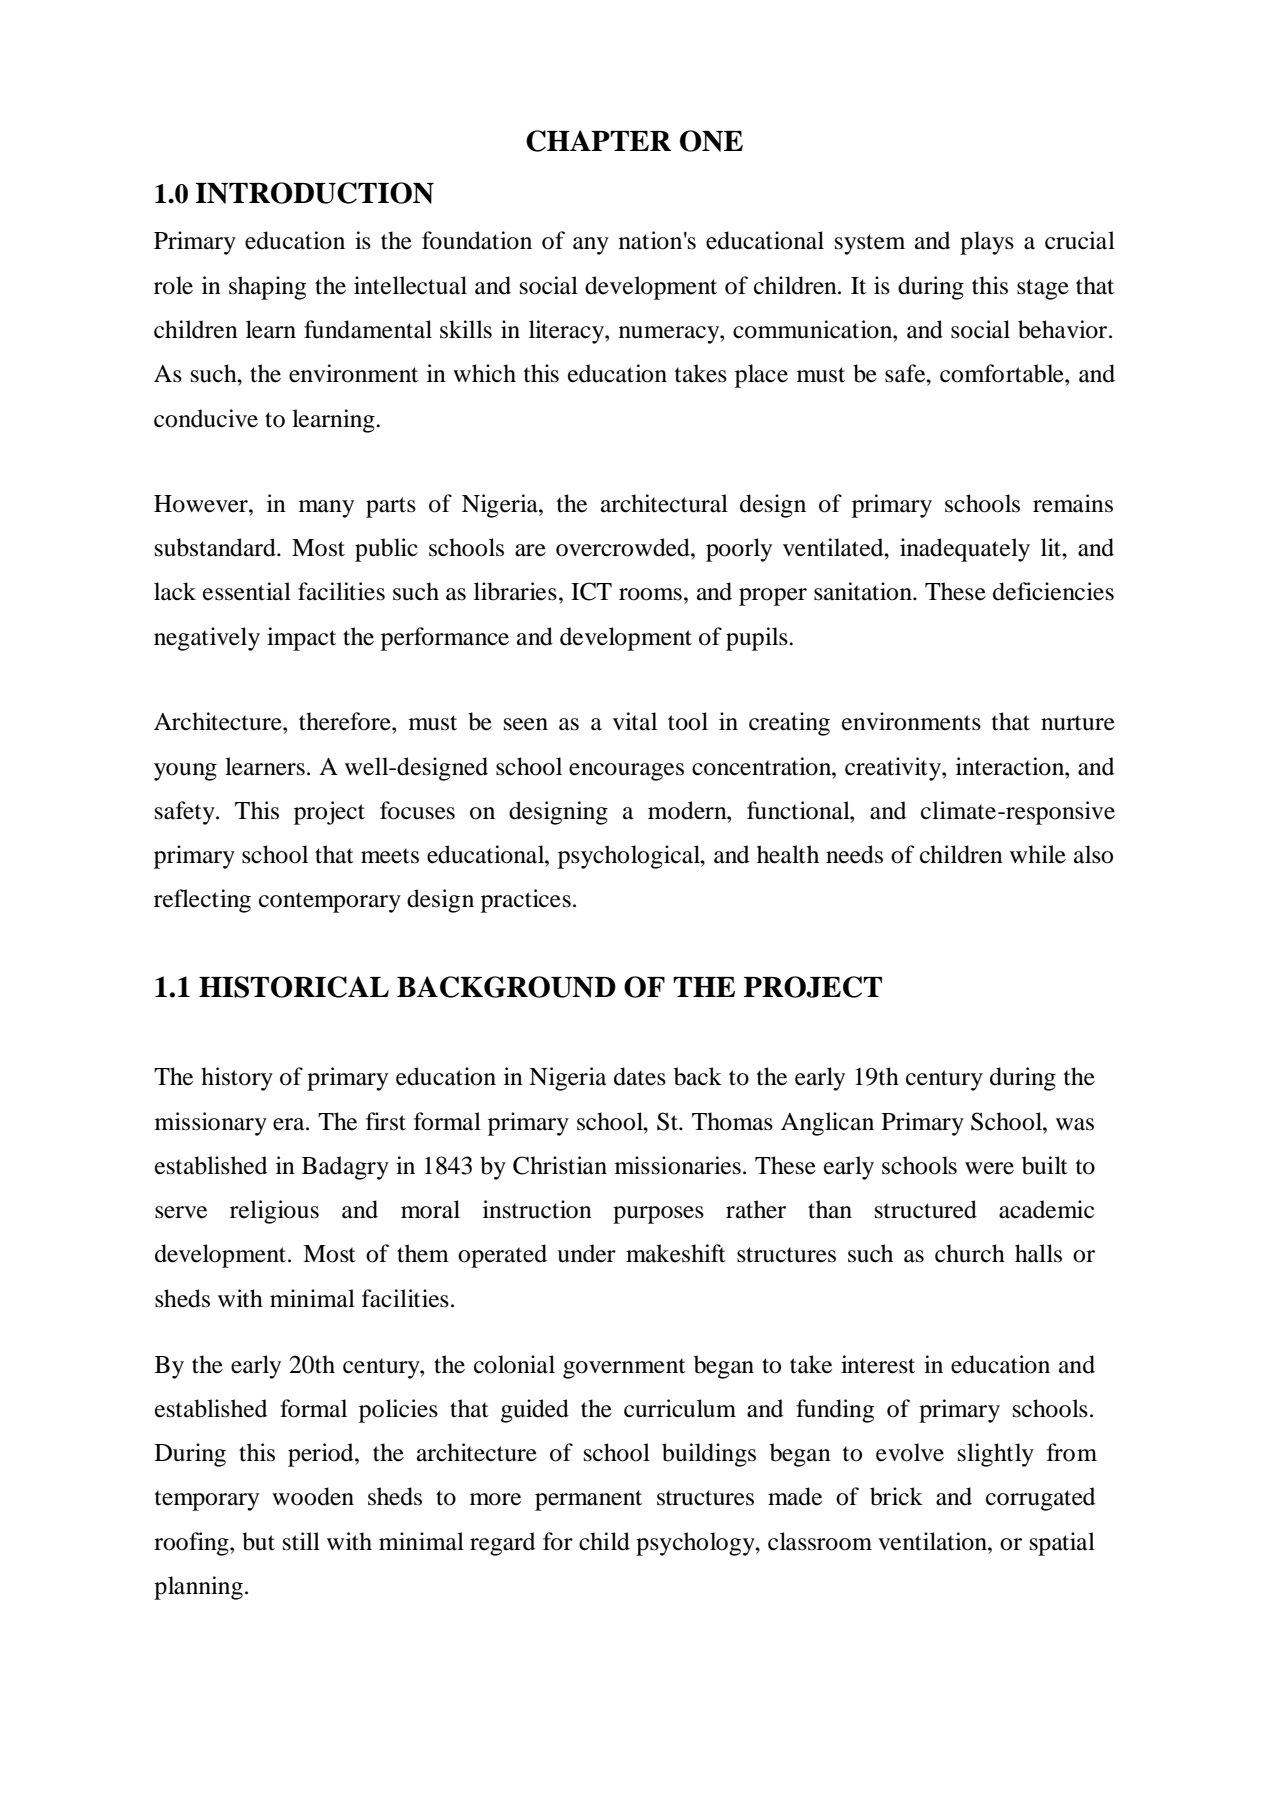 CHAPTER ONE
1.0 INTRODUCTION
Primary education is the foundation of any nation's educational system and plays a crucial
role in shaping the intellectual and social development of children. It is during this stage that
children learn fundamental skills in literacy, numeracy, communication, and social behavior.
As such, the environment in which this education takes place must be safe, comfortable, and
conducive to learning.
However, in many parts of Nigeria, the architectural design of primary schools remains
substandard. Most public schools are overcrowded, poorly ventilated, inadequately lit, and
lack essential facilities such as libraries, ICT rooms, and proper sanitation. These deficiencies
negatively impact the performance and development of pupils.
Architecture, therefore, must be seen as a vital tool in creating environments that nurture
young learners. A well-designed school encourages concentration, creativity, interaction, and
safety. This project focuses on designing a modern, functional, and climate-responsive
primary school that meets educational, psychological, and health needs of children while also
reflecting contemporary design practices.
1.1 HISTORICAL BACKGROUND OF THE PROJECT
The history of primary education in Nigeria dates back to the early 19th century during the
missionary era. The first formal primary school, St. Thomas Anglican Primary School, was
established in Badagry in 1843 by Christian missionaries. These early schools were built to
serve religious and moral instruction purposes rather than structured academic
development. Most of them operated under makeshift structures such as church halls or
sheds with minimal facilities.
By the early 20th century, the colonial government began to take interest in education and
established formal policies that guided the curriculum and funding of primary schools.
During this period, the architecture of school buildings began to evolve slightly from
temporary wooden sheds to more permanent structures made of brick and corrugated
roofing, but still with minimal regard for child psychology, classroom ventilation, or spatial
planning.